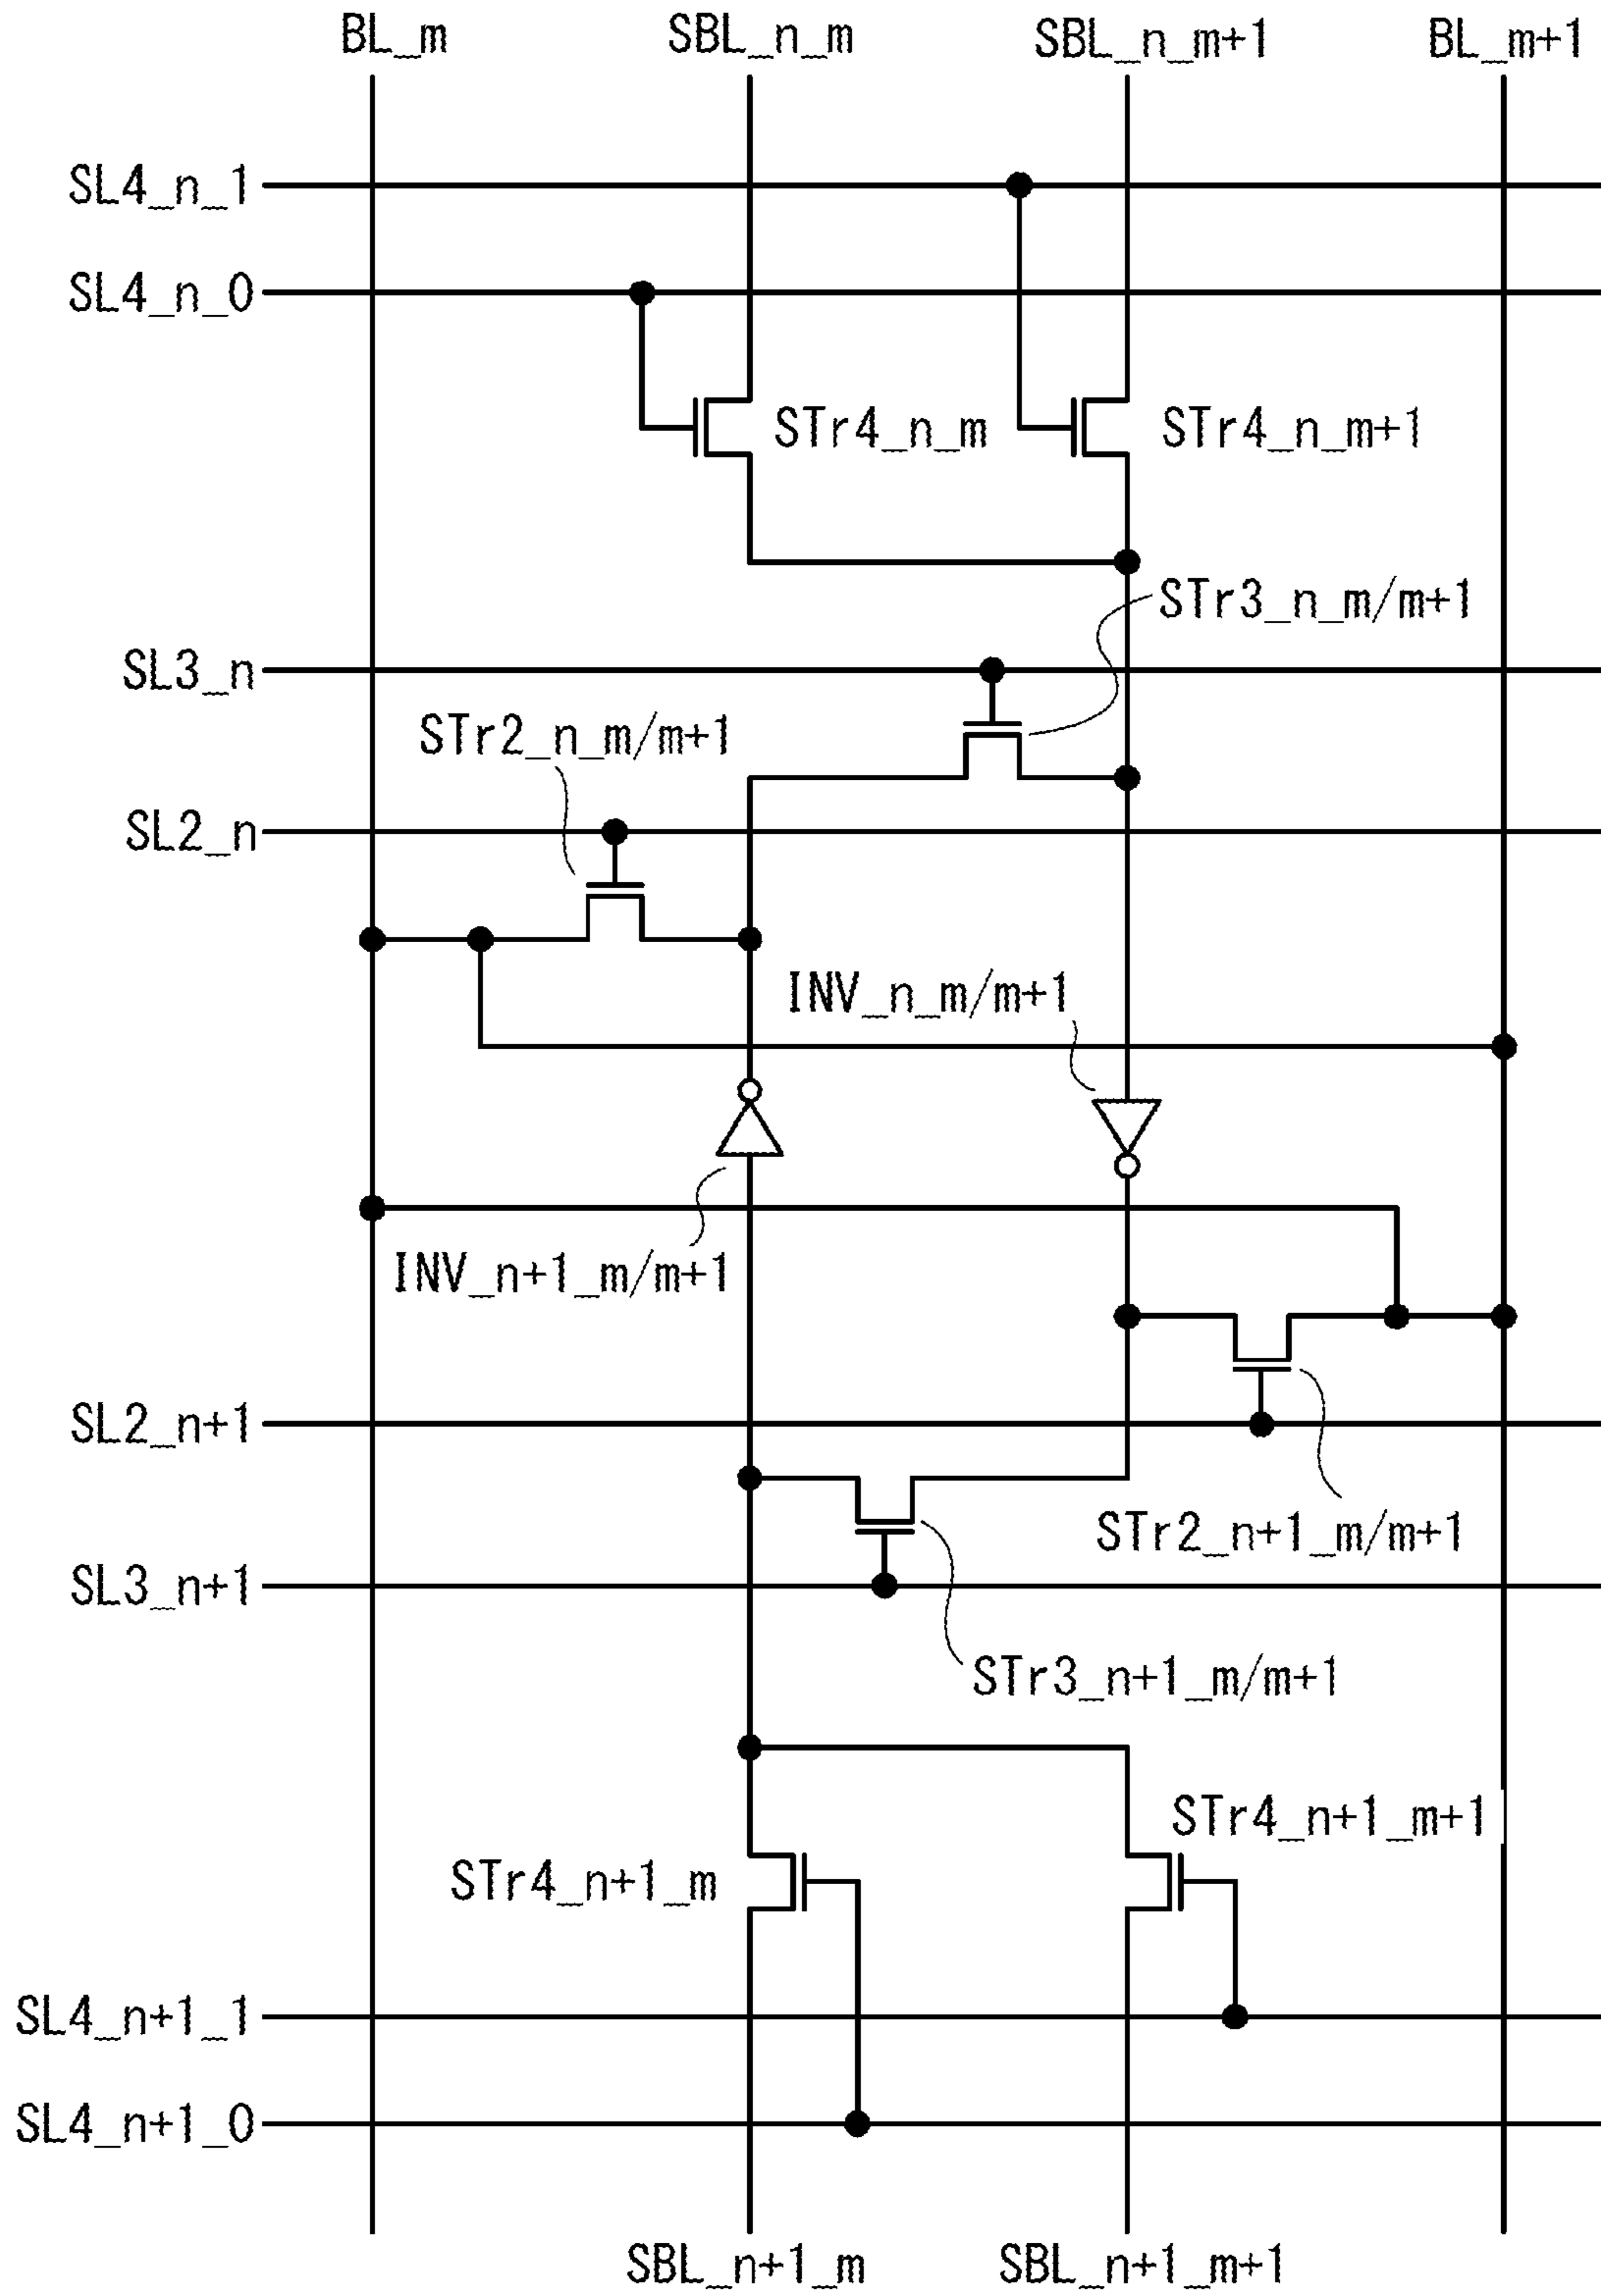 BL_m
SBL_n_m
SBL_n_m+1
BL_m+1
SL4_n_1
SL4_n_0
STr4_n_m
STr4_n_m+1
STr3_n_m/m+1
SL3_n
STr2_n_m/m+1
SL2_n
INV_n_m/m+1
INV_n+1_m/m+1
SL2_n+1
STr2_n+1_m/m+1
SL3_n+1
STr3_n+1_m/m+1
STr4_n+1_m+1
STr4_n+1_m
SL4_n+1_1
SL4_n+1_0
SBL_n+1_m
SBL_n+1_m+1